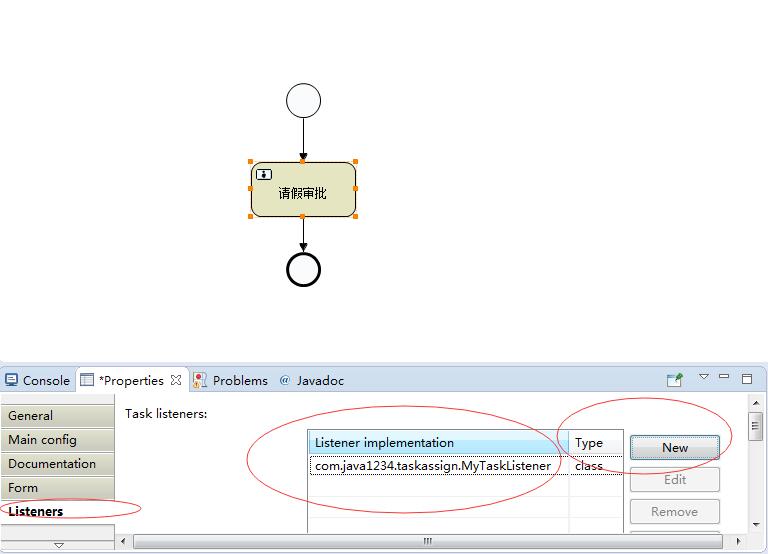 请假审批
Console *Properties Problems @ Javadoc
General
Main config
Documentation
Form
Listeners
Task listeners:
Listener implementation Type
com.java1234.taskassign.MyTaskListener class
New
Edit
Remove